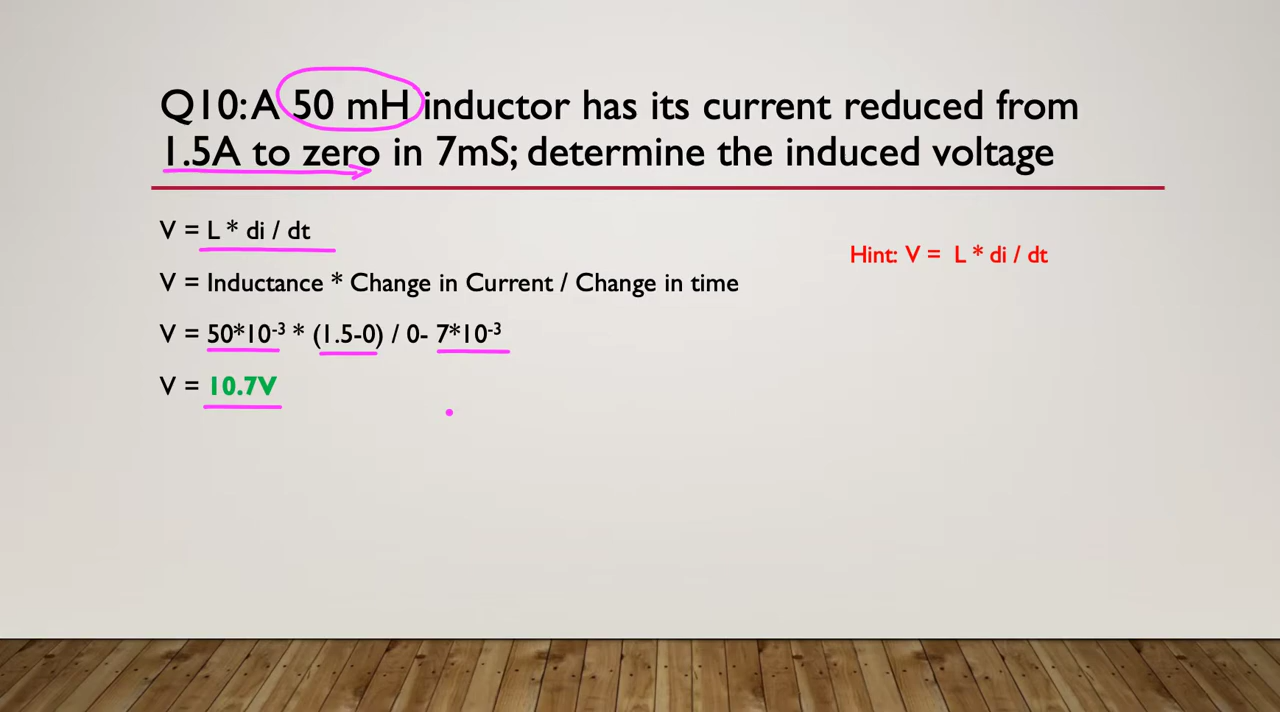 Q10: A 50 mH inductor has its current reduced from
1.5A to zero in 7mS; determine the induced voltage
V = L * di / dt
Hint: V =  L * di / dt
V = Inductance * Change in Current / Change in time
V = 50*10⁻³ * (1.5-0) / 0- 7*10⁻³
V = 10.7V